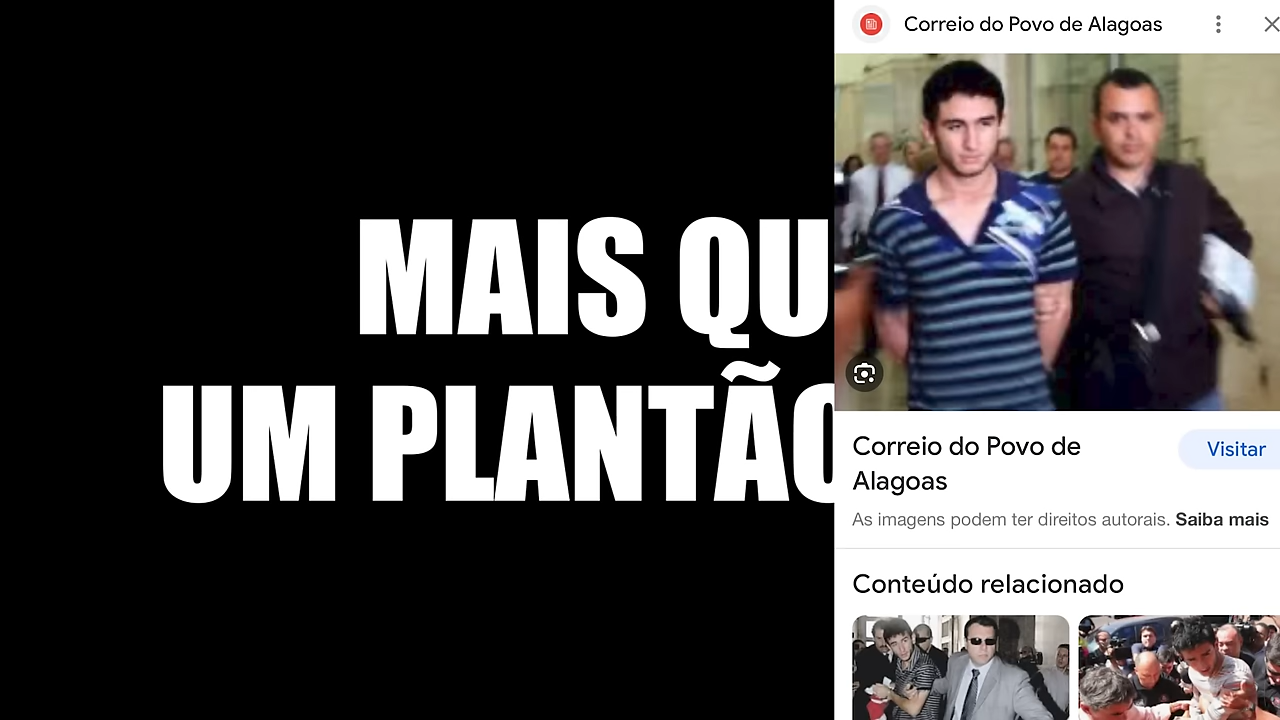 MAIS QU
UM PLANTÃO
Correio do Povo de Alagoas
Correio do Povo de
Alagoas
Visitar
As imagens podem ter direitos autorais. Saiba mais
Conteúdo relacionado